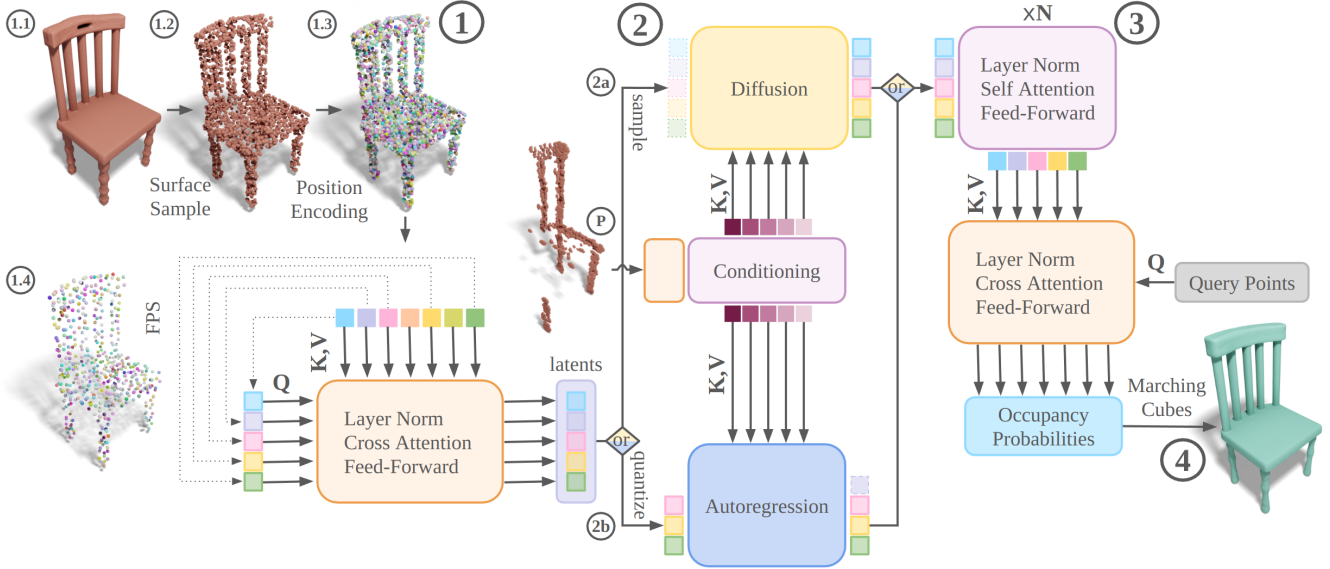 1.1
1.2
1.3
1
Surface
Sample
Position
Encoding
1.4
FPS
K,V
Q
Layer Norm
Cross Attention
Feed-Forward
latents
or
2
2a
sample
P
quantize
2b
Diffusion
K,V
Conditioning
K,V
Autoregression
or
xN
3
Layer Norm
Self Attention
Feed-Forward
K,V
Layer Norm
Cross Attention
Feed-Forward
Q
Query Points
Occupancy
Probabilities
Marching
Cubes
4